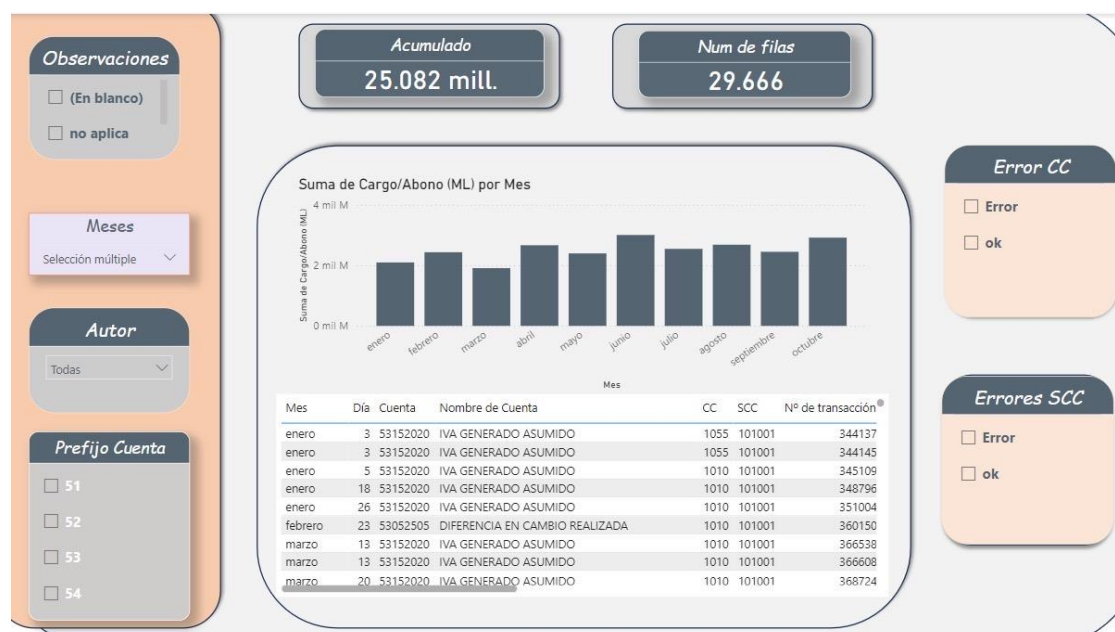 Observaciones
(En blanco)
no aplica
Meses
Selección múltiple
Autor
Todas
Prefijo Cuenta
51
52
53
54
Acumulado
25.082 mill.
Num de filas
29.666
Suma de Cargo/Abono (ML) por Mes
Suma de Cargo/Abono (ML)
4 mil M
2 mil M
0 mil M
enero febrero marzo abril mayo junio julio agosto septiembre octubre
Mes
Mes Día Cuenta Nombre de Cuenta CC SCC Nº de transacción
enero 3 53152020 IVA GENERADO ASUMIDO 1055 101001 344137
enero 3 53152020 IVA GENERADO ASUMIDO 1055 101001 344145
enero 5 53152020 IVA GENERADO ASUMIDO 1010 101001 345109
enero 18 53152020 IVA GENERADO ASUMIDO 1010 101001 348796
enero 26 53152020 IVA GENERADO ASUMIDO 1010 101001 351004
febrero 23 53052505 DIFERENCIA EN CAMBIO REALIZADA 1010 101001 360150
marzo 13 53152020 IVA GENERADO ASUMIDO 1010 101001 366538
marzo 13 53152020 IVA GENERADO ASUMIDO 1010 101001 366608
marzo 20 53152020 IVA GENERADO ASUMIDO 1010 101001 368724
Error CC
Error
ok
Errores SCC
Error
ok